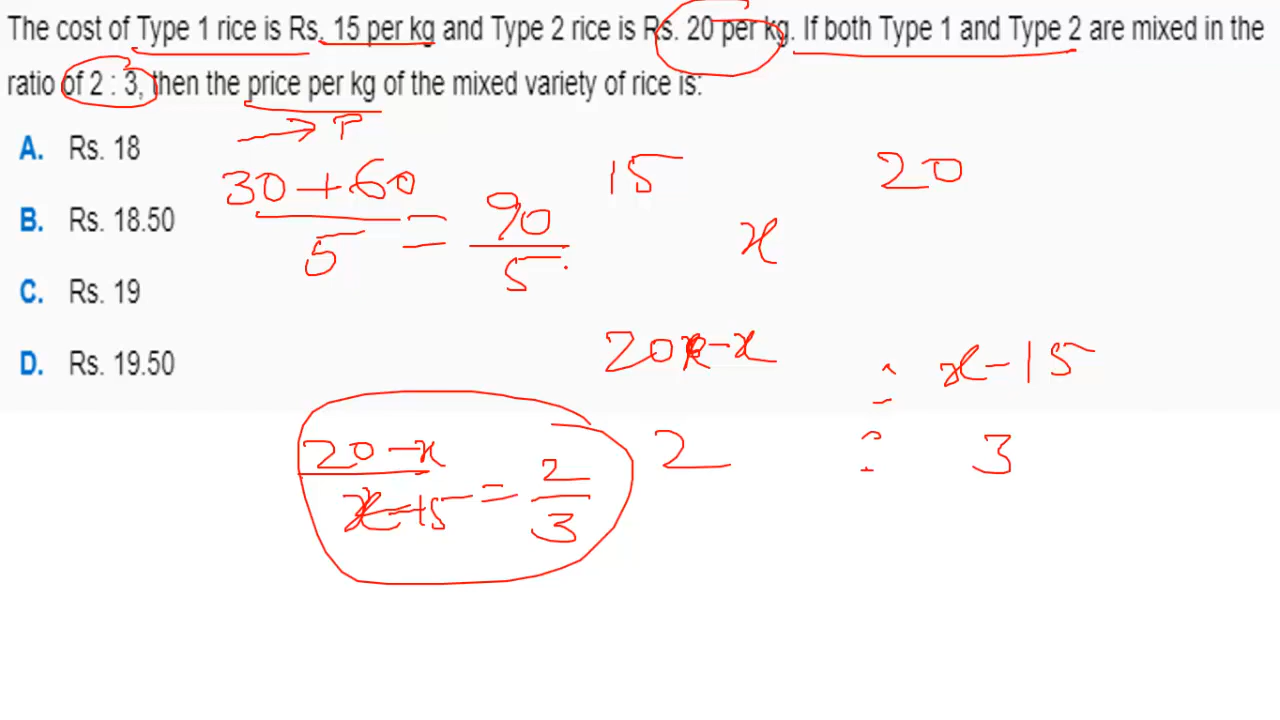 The cost of Type 1 rice is Rs. 15 per kg and Type 2 rice is Rs. 20 per kg. If both Type 1 and Type 2 are mixed in the
ratio of 2 : 3, then the price per kg of the mixed variety of rice is:
A. Rs. 18
B. Rs. 18.50
C. Rs. 19
D. Rs. 19.50
30 + 60
5
=
90
5
15
20
x
20 - x : x - 15
2 : 3
20 - x
x - 15
=
2
3